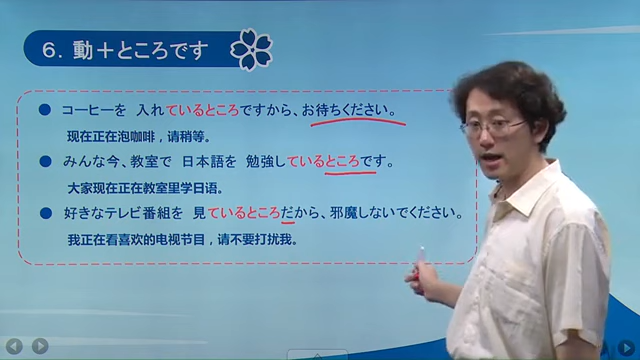 6. 動＋ところです
● コーヒーを 入れているところですから、お待ちください。
现在正在泡咖啡，请稍等。
● みんな今、教室で 日本語を 勉強しているところです。
大家现在正在教室里学日语。
● 好きなテレビ番組を 見ているところだから、邪魔しないでください。
我正在看喜欢的电视节目，请不要打扰我。